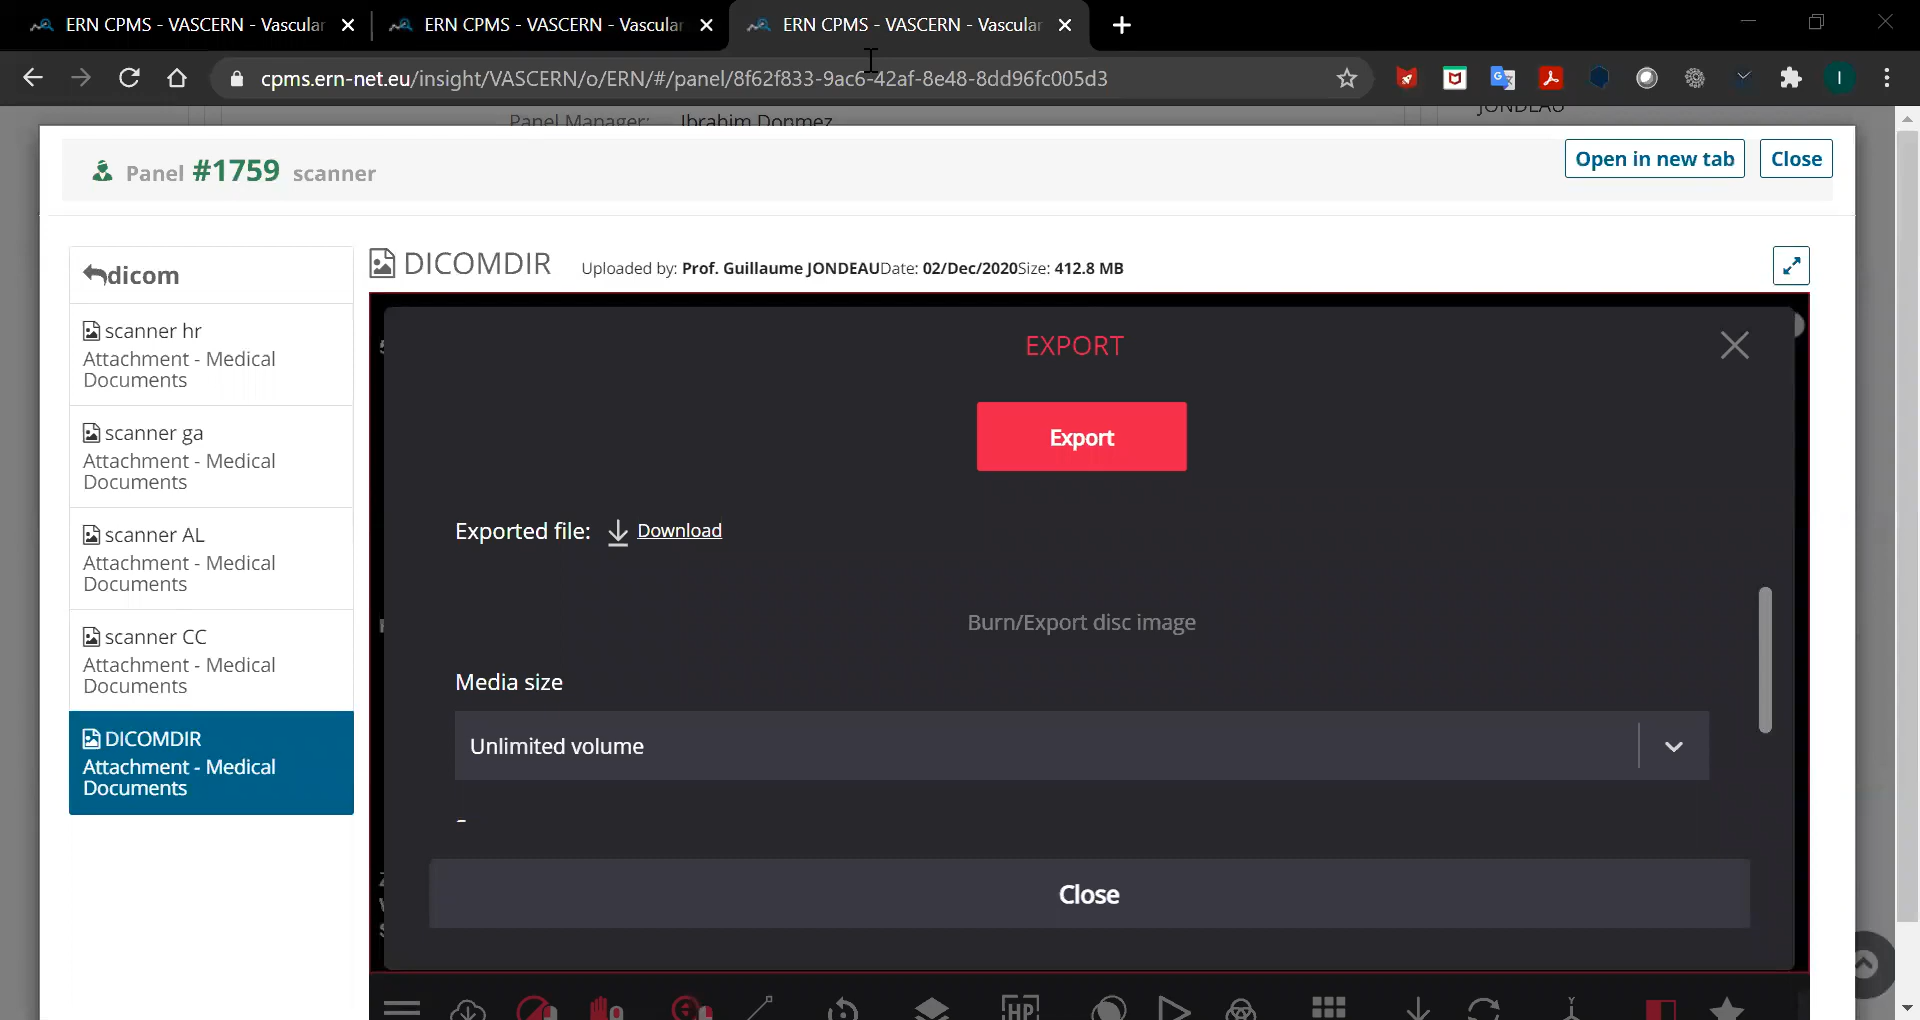 ERN CPMS - VASCERN - Vascular
ERN CPMS - VASCERN - Vascular
ERN CPMS - VASCERN - Vascular
cpms.ern-net.eu/insight/VASCERN/o/ERN/#/panel/8f62f833-9ac6-42af-8e48-8dd96fc005d3
I
Panel Manager: Ibrahim Donmez
JONDEAU
Panel #1759 scanner
Open in new tab
Close
dicom
DICOMDIR Uploaded by: Prof. Guillaume JONDEAUDate: 02/Dec/2020Size: 412.8 MB
scanner hr
Attachment - Medical
Documents
scanner ga
Attachment - Medical
Documents
scanner AL
Attachment - Medical
Documents
scanner CC
Attachment - Medical
Documents
DICOMDIR
Attachment - Medical
Documents
EXPORT
Export
Exported file: Download
Burn/Export disc image
Media size
Unlimited volume
Close
HP